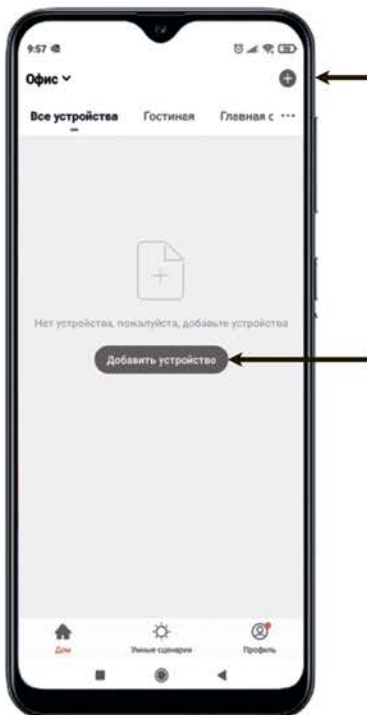 9:57
Офис
Все устройства Гостиная Главная с ...
Нет устройства, пожалуйста, добавьте устройства
Добавить устройство
Дом Умные сценарии Профиль